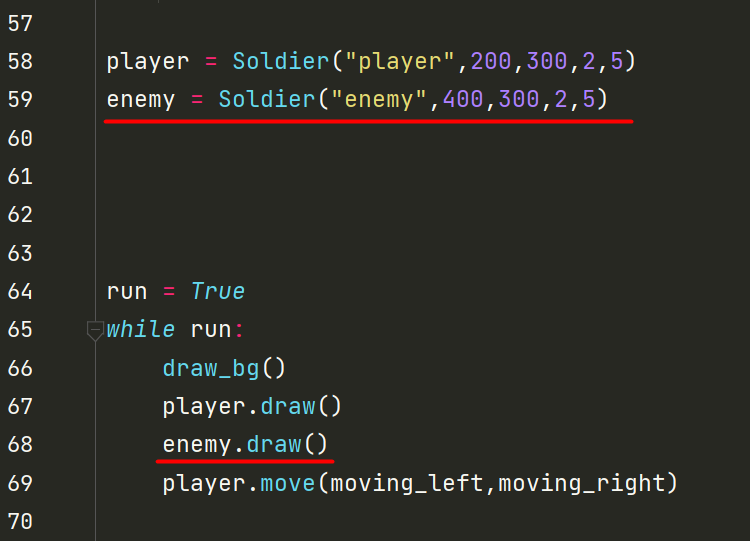 57
58 player = Soldier("player",200,300,2,5)
59 enemy = Soldier("enemy",400,300,2,5)
60
61
62
63
64 run = True
65 while run:
66     draw_bg()
67     player.draw()
68     enemy.draw()
69     player.move(moving_left,moving_right)
70